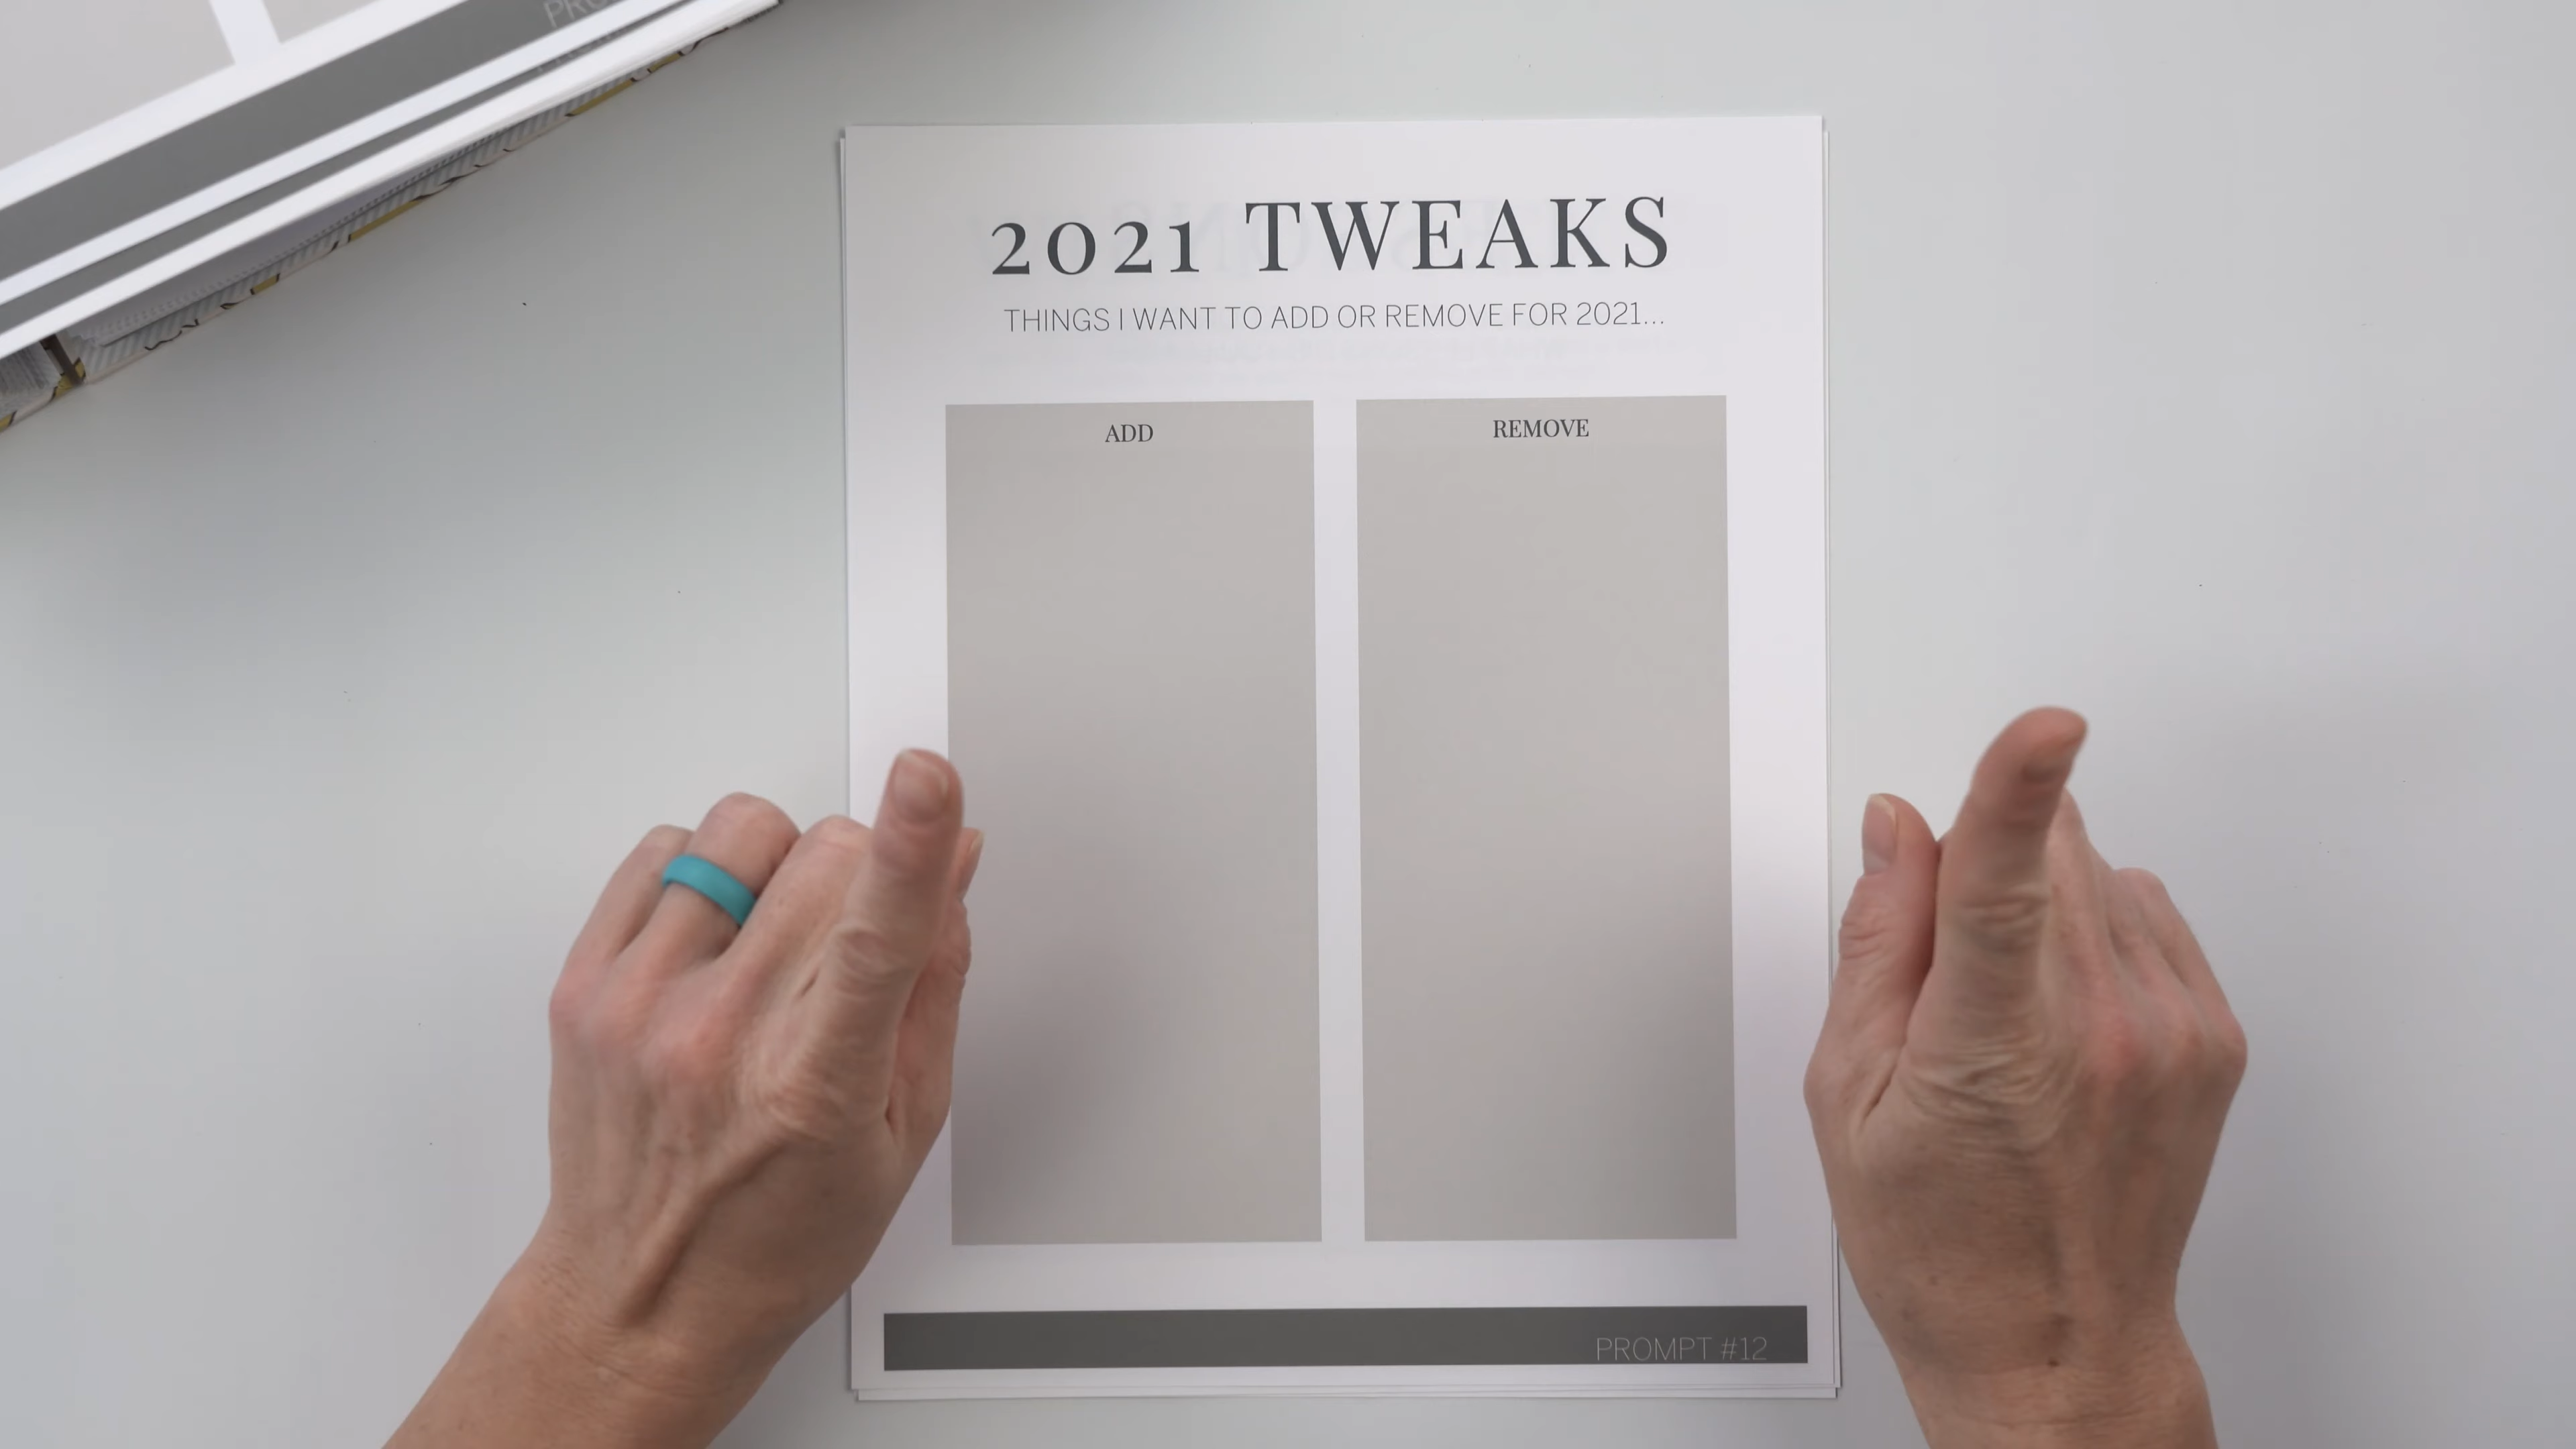 2021 TWEAKS
THINGS I WANT TO ADD OR REMOVE FOR 2021...
ADD
REMOVE
PROMPT #12